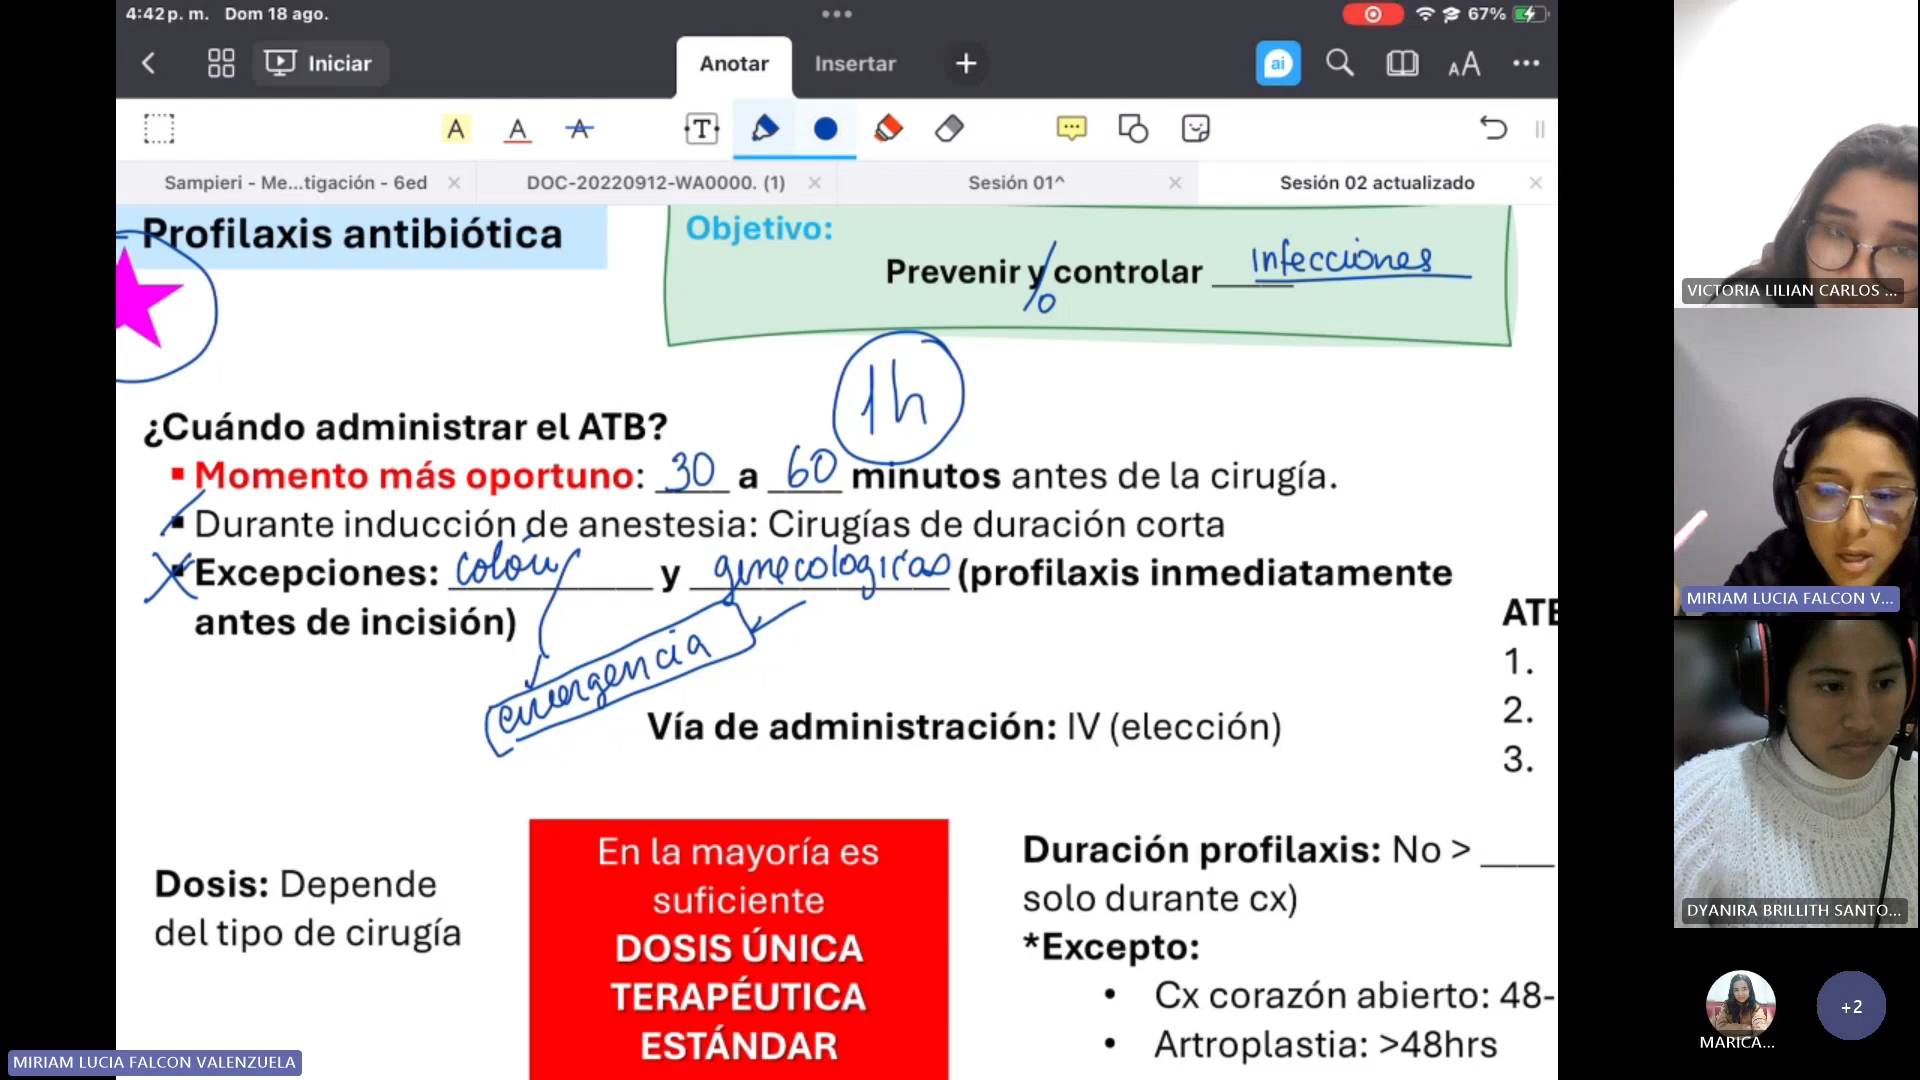 4:42 p. m. Dom 18 ago.
67%
Iniciar
Anotar
Insertar
ai
AA
A A A
T
Sampieri - Me...tigación - 6ed
DOC-20220912-WA0000. (1)
Sesión 01^
Sesión 02 actualizado
Profilaxis antibiótica
Objetivo:
Prevenir y/o controlar infecciones
1h
¿Cuándo administrar el ATB?
▪ Momento más oportuno: 30 a 60 minutos antes de la cirugía.
▪ Durante inducción de anestesia: Cirugías de duración corta
▪ Excepciones: colón y ginecologicas (profilaxis inmediatamente
antes de incisión)
emergencia
ATB
1.
2.
3.
Vía de administración: IV (elección)
Dosis: Depende
del tipo de cirugía
En la mayoría es
suficiente
DOSIS ÚNICA
TERAPÉUTICA
ESTÁNDAR
Duración profilaxis: No > ____
solo durante cx)
*Excepto:
• Cx corazón abierto: 48-
• Artroplastia: >48hrs
VICTORIA LILIAN CARLOS ...
MIRIAM LUCIA FALCON V...
DYANIRA BRILLITH SANTO...
MARICA...
+2
MIRIAM LUCIA FALCON VALENZUELA